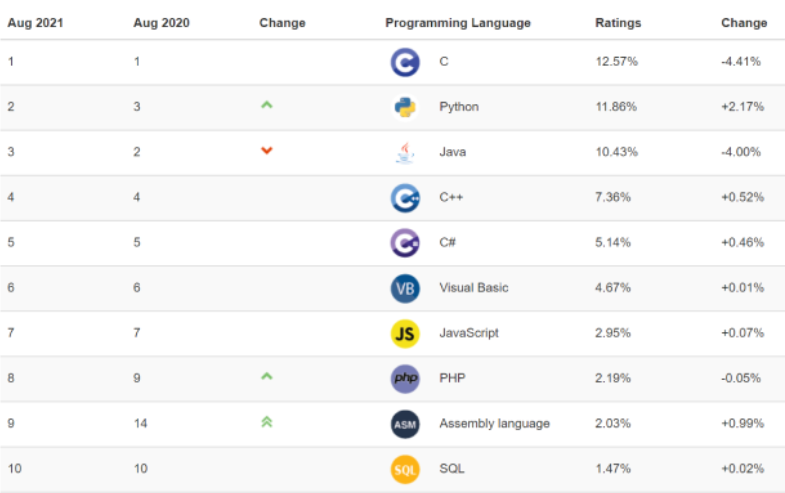 Aug 2021 Aug 2020 Change Programming Language Ratings Change
1 1 C C 12.57% -4.41%
2 3 Python 11.86% +2.17%
3 2 Java 10.43% -4.00%
4 4 C++ C++ 7.36% +0.52%
5 5 C# C# 5.14% +0.46%
6 6 VB Visual Basic 4.67% +0.01%
7 7 JS JavaScript 2.95% +0.07%
8 9 php PHP 2.19% -0.05%
9 14 ASM Assembly language 2.03% +0.99%
10 10 SQL SQL 1.47% +0.02%